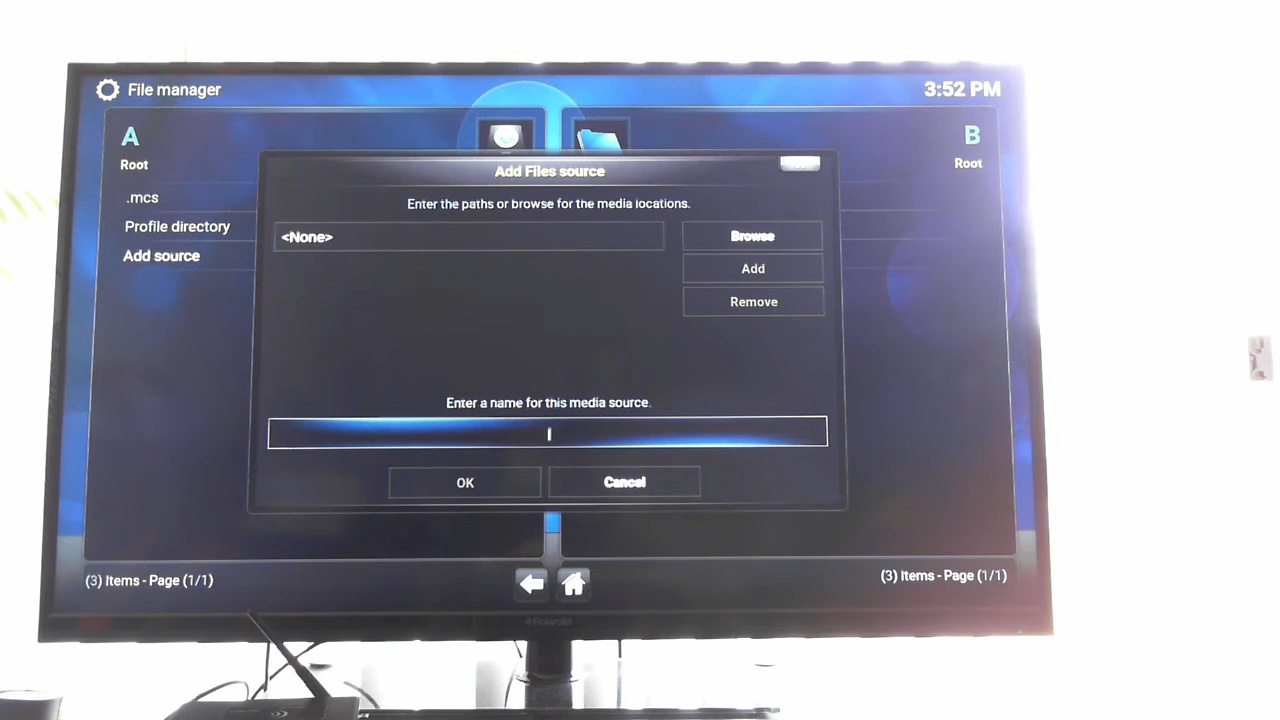 File manager
3:52 PM
A
B
Root
Root
.mcs
Profile directory
Add source
Add Files source
Enter the paths or browse for the media locations.
<None>
Browse
Add
Remove
Enter a name for this media source.
OK
Cancel
(3) Items - Page (1/1)
(3) Items - Page (1/1)
Polaroid